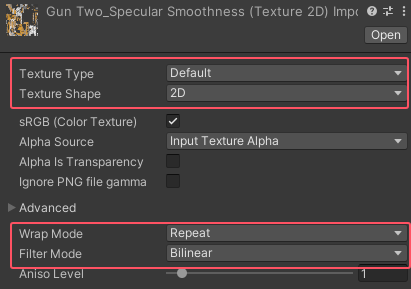 Gun Two_Specular Smoothness (Texture 2D) Impo
Open
Texture Type Default
Texture Shape 2D
sRGB (Color Texture)
Alpha Source Input Texture Alpha
Alpha Is Transparency
Ignore PNG file gamma
Advanced
Wrap Mode Repeat
Filter Mode Bilinear
Aniso Level 1